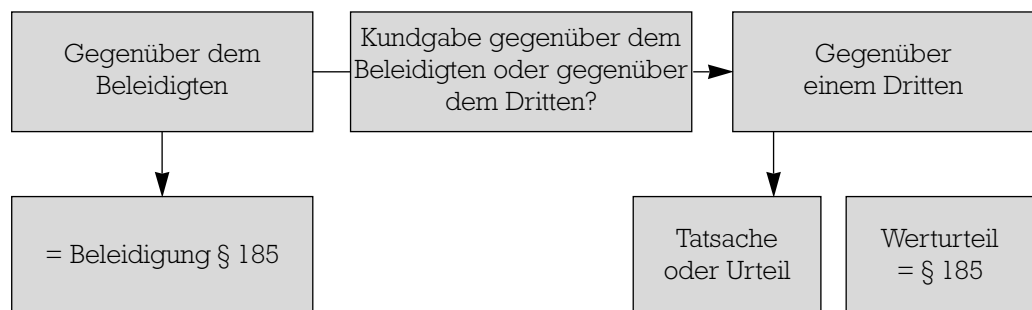 Gegenüber dem
Beleidigten
Kundgabe gegenüber dem
Beleidigten oder gegenüber
dem Dritten?
Gegenüber
einem Dritten
= Beleidigung § 185
Tatsache
oder Urteil
Werturteil
= § 185